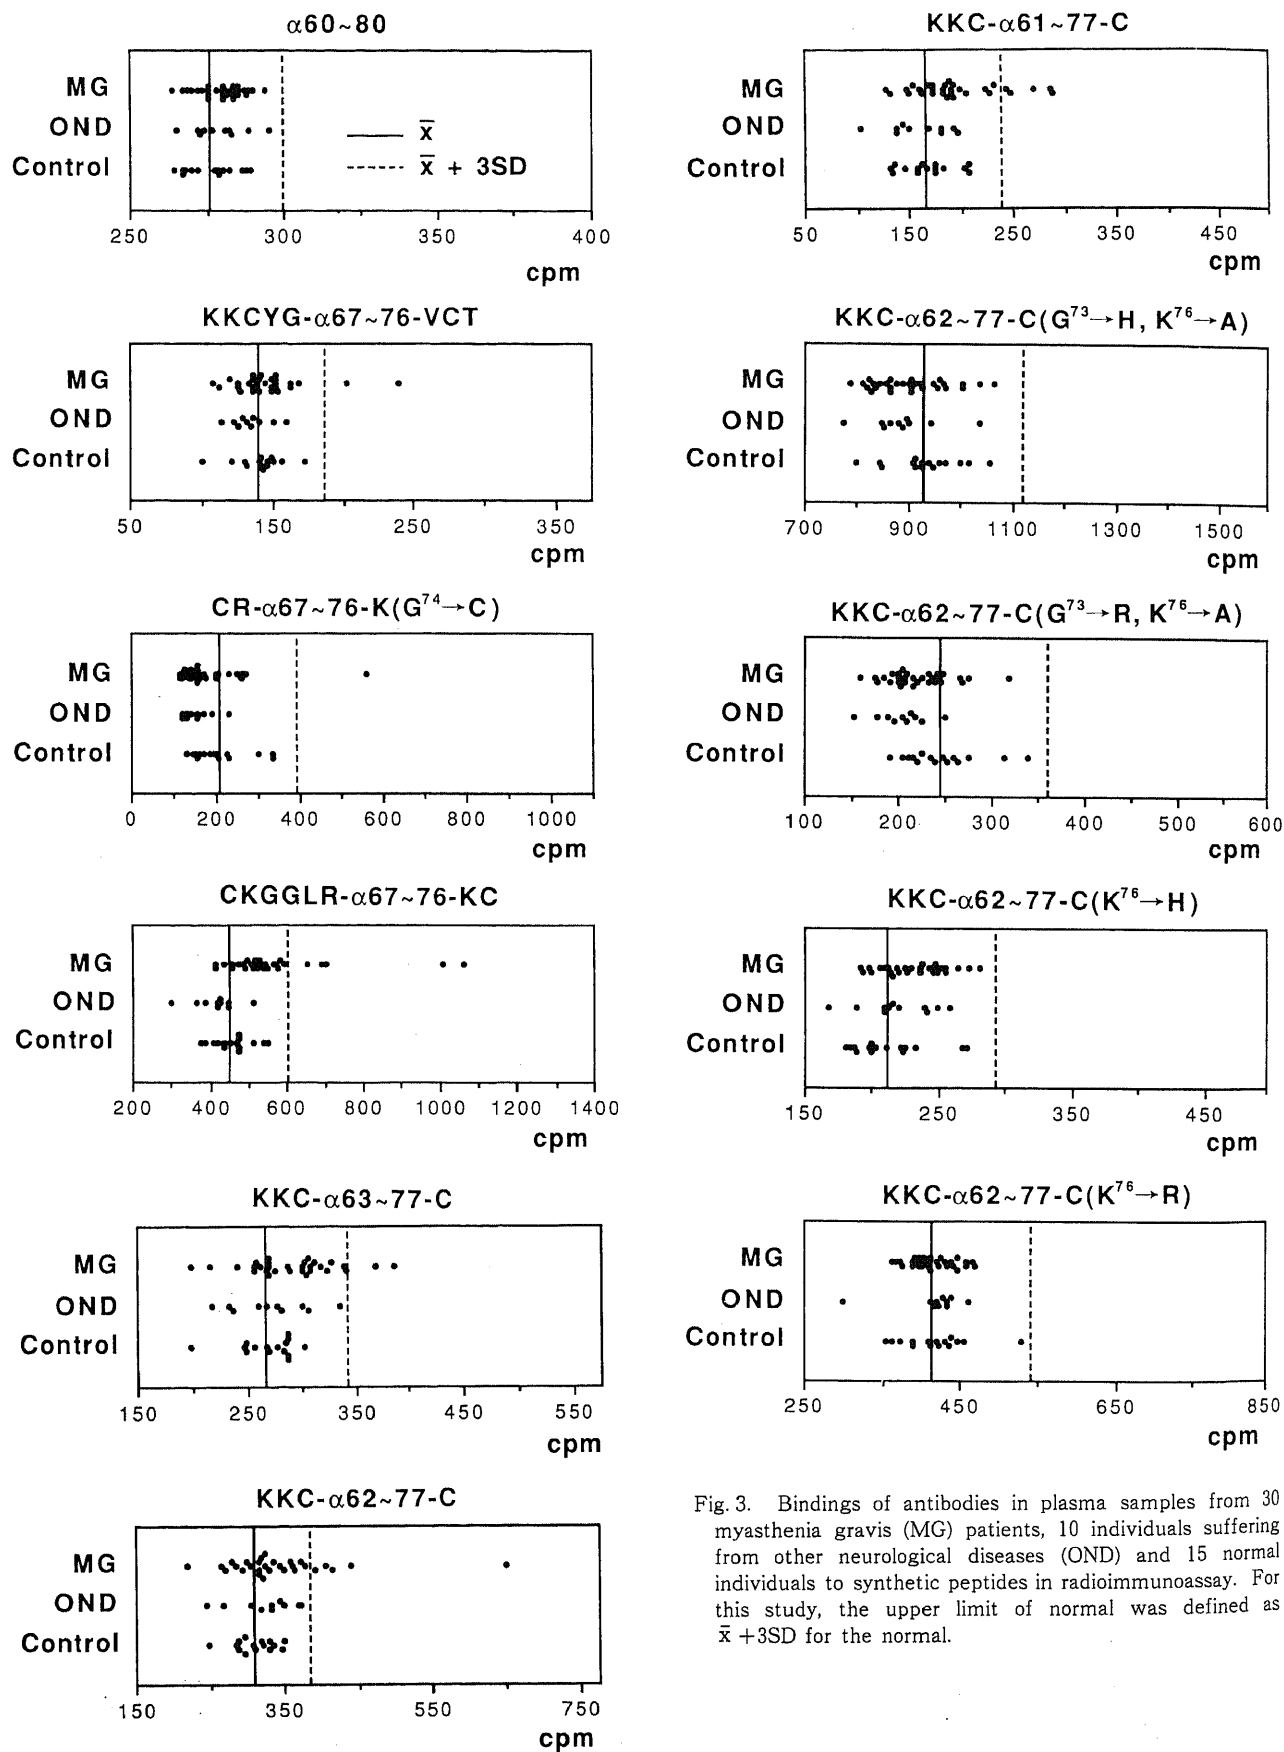 α60~80
MG
OND
Control
x̄
x̄ + 3SD
250 300 350 400
cpm
KKCYG-α67~76-VCT
MG
OND
Control
50 150 250 350
cpm
CR-α67~76-K(G⁷⁴→C)
MG
OND
Control
0 200 400 600 800 1000
cpm
CKGGLR-α67~76-KC
MG
OND
Control
200 400 600 800 1000 1200 1400
cpm
KKC-α63~77-C
MG
OND
Control
150 250 350 450 550
cpm
KKC-α62~77-C
MG
OND
Control
150 350 550 750
cpm
KKC-α61~77-C
MG
OND
Control
50 150 250 350 450
cpm
KKC-α62~77-C(G⁷³→H, K⁷⁶→A)
MG
OND
Control
700 900 1100 1300 1500
cpm
KKC-α62~77-C(G⁷³→R, K⁷⁶→A)
MG
OND
Control
100 200 300 400 500 600
cpm
KKC-α62~77-C(K⁷⁶→H)
MG
OND
Control
150 250 350 450
cpm
KKC-α62~77-C(K⁷⁶→R)
MG
OND
Control
250 450 650 850
cpm
Fig. 3. Bindings of antibodies in plasma samples from 30
myasthenia gravis (MG) patients, 10 individuals suffering
from other neurological diseases (OND) and 15 normal
individuals to synthetic peptides in radioimmunoassay. For
this study, the upper limit of normal was defined as
x̄ +3SD for the normal.